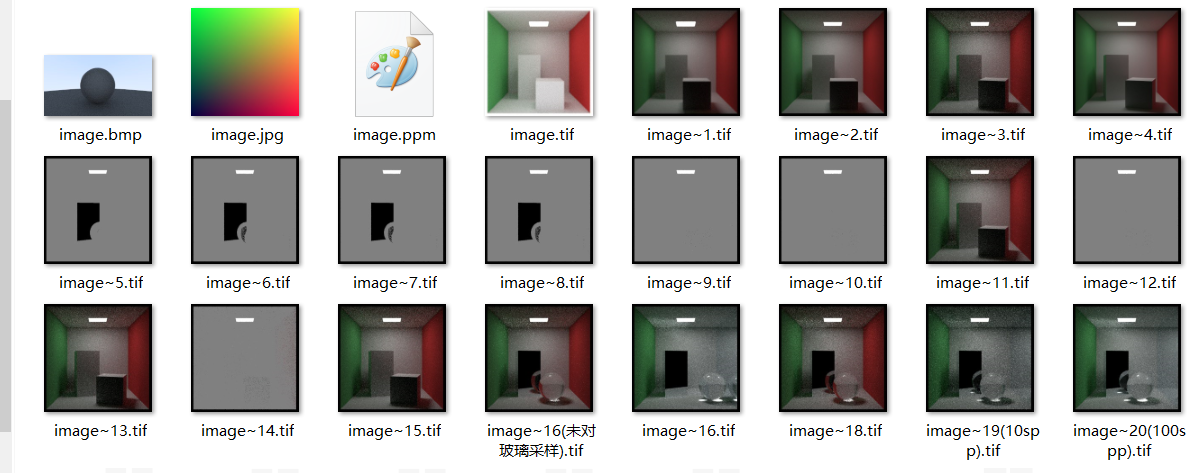 image.bmp
image.jpg
image.ppm
image.tif
image~1.tif
image~2.tif
image~3.tif
image~4.tif
image~5.tif
image~6.tif
image~7.tif
image~8.tif
image~9.tif
image~10.tif
image~11.tif
image~12.tif
image~13.tif
image~14.tif
image~15.tif
image~16(未对
玻璃采样).tif
image~16.tif
image~18.tif
image~19(10sp
p).tif
image~20(100s
pp).tif